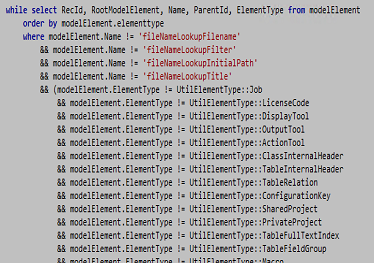 while select RecId, RootModelElement, Name, ParentId, ElementType from modelElement
order by modelElement.elementtype
where modelElement.Name != 'fileNameLookupFilename'
&& modelElement.Name != 'fileNameLookupFilter'
&& modelElement.Name != 'fileNameLookupInitialPath'
&& modelElement.Name != 'fileNameLookupTitle'
&& (modelElement.ElementType != UtilElementType::Job
&& modelElement.ElementType != UtilElementType::LicenseCode
&& modelElement.ElementType != UtilElementType::DisplayTool
&& modelElement.ElementType != UtilElementType::OutputTool
&& modelElement.ElementType != UtilElementType::ActionTool
&& modelElement.ElementType != UtilElementType::ClassInternalHeader
&& modelElement.ElementType != UtilElementType::TableInternalHeader
&& modelElement.ElementType != UtilElementType::TableRelation
&& modelElement.ElementType != UtilElementType::ConfigurationKey
&& modelElement.ElementType != UtilElementType::SharedProject
&& modelElement.ElementType != UtilElementType::PrivateProject
&& modelElement.ElementType != UtilElementType::TableFullTextIndex
&& modelElement.ElementType != UtilElementType::TableFieldGroup
&& modelElement.ElementType != UtilElementType::Macro